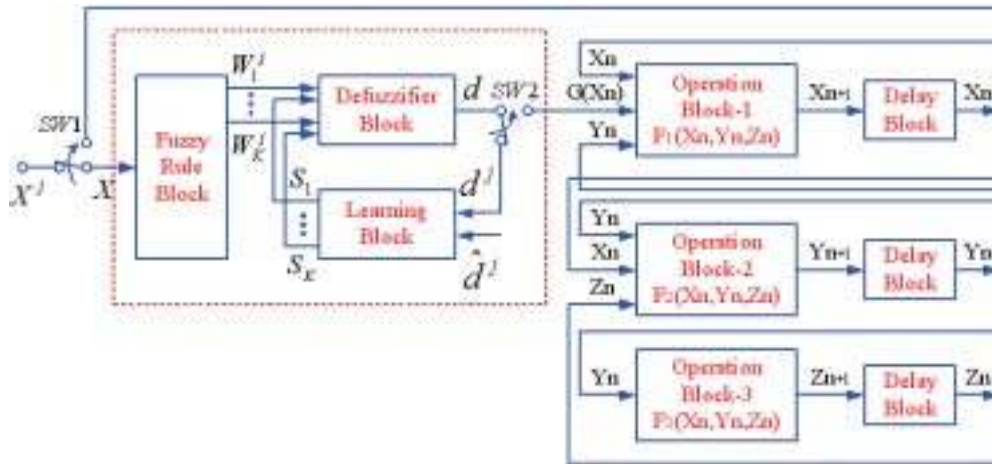 SW1
X^j
X
Fuzzy
Rule
Block
W_1^j
W_K^j
Defuzzifier
Block
d
SW2
S_1
S_K
Learning
Block
d^j
d̂^j
Xn
G(Xn)
Yn
Operation
Block-1
F1(Xn,Yn,Zn)
Xn+1
Delay
Block
Xn
Yn
Xn
Zn
Operation
Block-2
F2(Xn,Yn,Zn)
Yn+1
Delay
Block
Yn
Yn
Operation
Block-3
F3(Xn,Yn,Zn)
Zn+1
Delay
Block
Zn